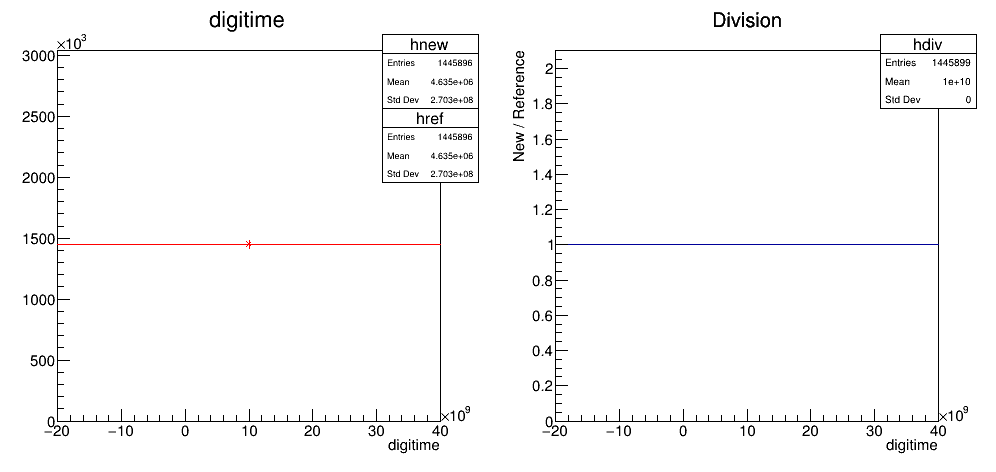 digitime
×10³
3000
2500
2000
1500
1000
500
0
−20 −10 0 10 20 30 40
×10⁹
digitime
hnew
Entries 1445896
Mean 4.635e+06
Std Dev 2.703e+08
href
Entries 1445896
Mean 4.635e+06
Std Dev 2.703e+08
Division
New / Reference
2
1.8
1.6
1.4
1.2
1
0.8
0.6
0.4
0.2
0
−20 −10 0 10 20 30 40
×10⁹
digitime
hdiv
Entries 1445899
Mean 1e+10
Std Dev 0